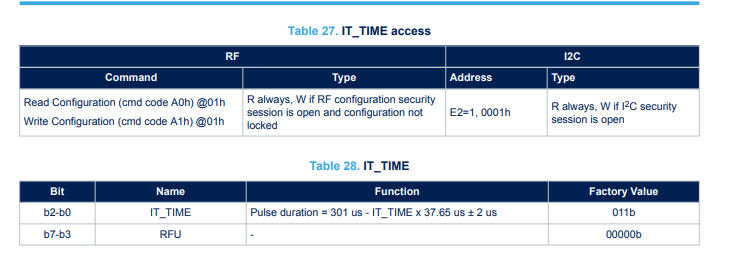 Table 27. IT_TIME access
RF I2C
Command Type Address Type
Read Configuration (cmd code A0h) @01h
Write Configuration (cmd code A1h) @01h
R always, W if RF configuration security
session is open and configuration not
locked
E2=1, 0001h
R always, W if I²C security
session is open
Table 28. IT_TIME
Bit Name Function Factory Value
b2-b0 IT_TIME Pulse duration = 301 us - IT_TIME x 37.65 us ± 2 us 011b
b7-b3 RFU - 00000b